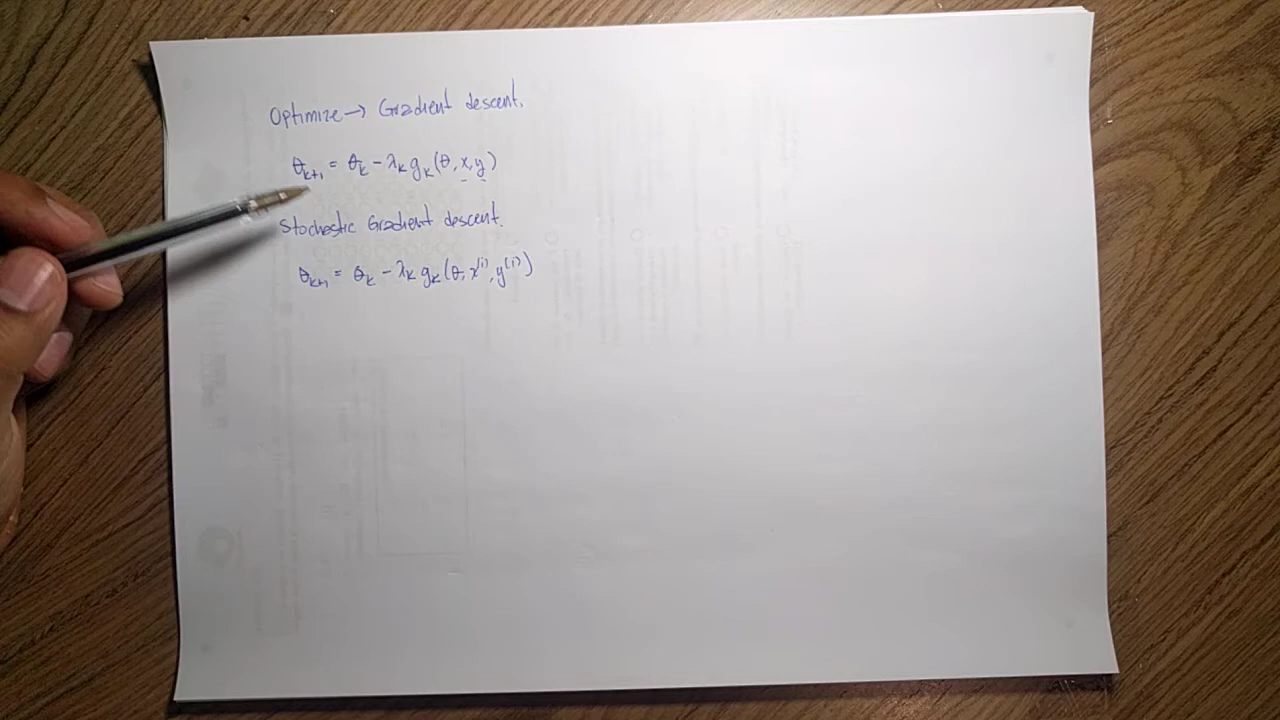 Optimize → Gradient descent.
θₖ₊₁ = θₖ - λₖ gₖ(θ, x, y)
Stochastic Gradient descent.
θₖ₊₁ = θₖ - λₖ gₖ(θ, x⁽ⁱ⁾, y⁽ⁱ⁾)